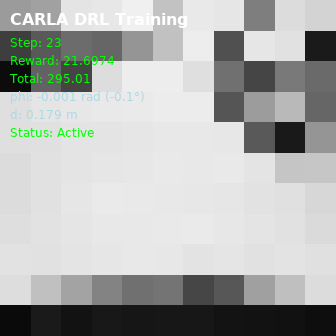 CARLA DRL Training
Step: 23
Reward: 21.6974
Total: 295.01
phi: -0.001 rad (-0.1°)
d: 0.179 m
Status: Active